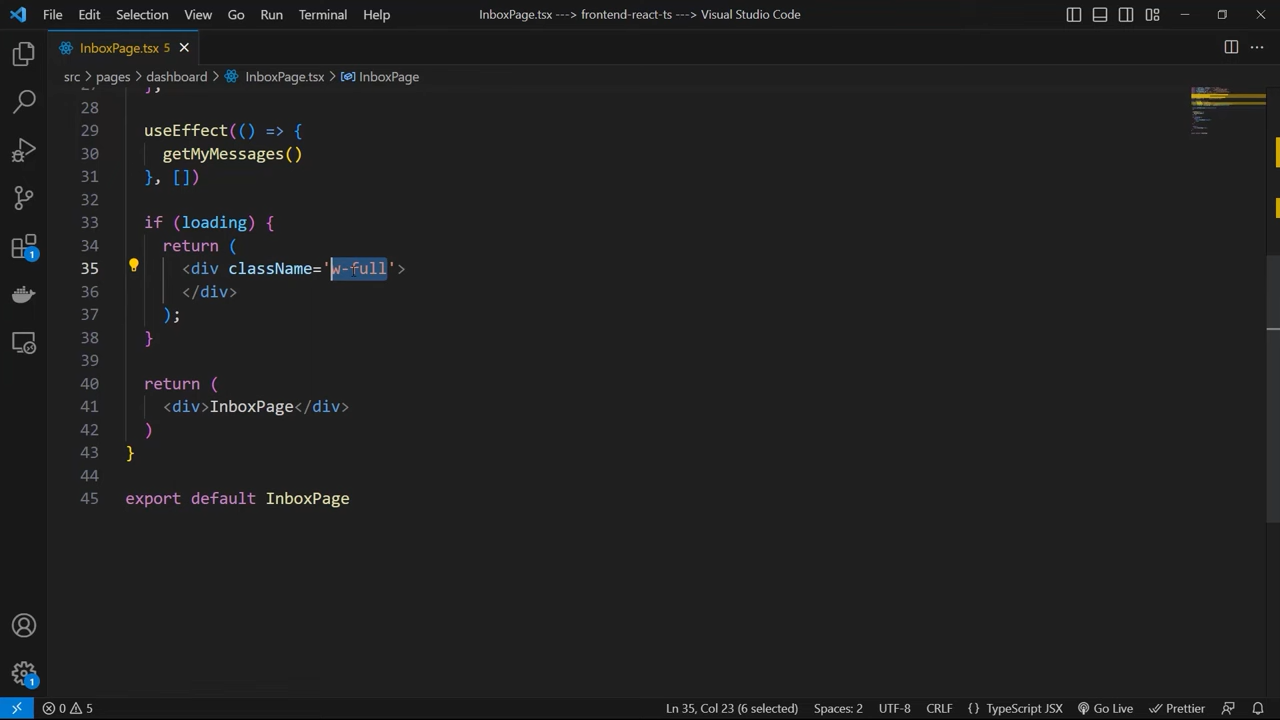 File Edit Selection View Go Run Terminal Help InboxPage.tsx ---> frontend-react-ts ---> Visual Studio Code
InboxPage.tsx 5
src > pages > dashboard > InboxPage.tsx > InboxPage
27 },
28
29 useEffect(() => {
30 getMyMessages()
31 }, [])
32
33 if (loading) {
34 return (
35 <div className='w-full'>
36 </div>
37 );
38 }
39
40 return (
41 <div>InboxPage</div>
42 )
43 }
44
45 export default InboxPage
1
1
0 5 Ln 35, Col 23 (6 selected) Spaces: 2 UTF-8 CRLF {} TypeScript JSX Go Live Prettier